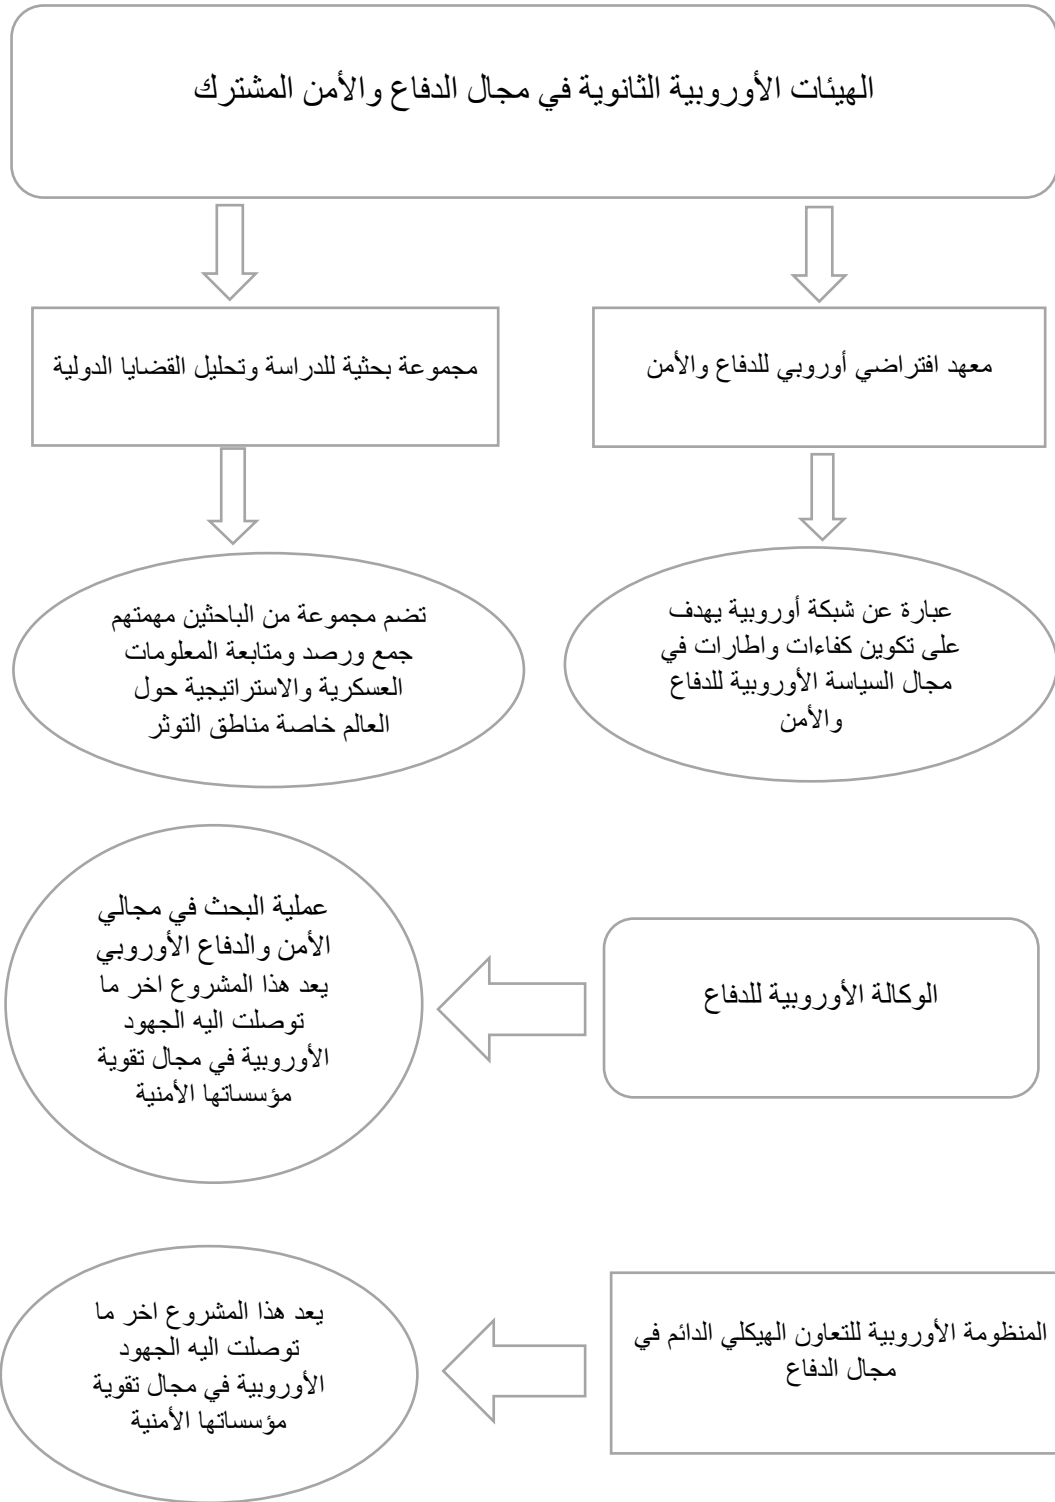 الهيئات الأوروبية الثانوية في مجال الدفاع والأمن المشترك
معهد افتراضي أوروبي للدفاع والأمن
مجموعة بحثية للدراسة وتحليل القضايا الدولية
عبارة عن شبكة أوروبية يهدف
على تكوين كفاءات واطارات في
مجال السياسة الأوروبية للدفاع
والأمن
تضم مجموعة من الباحثين مهمتهم
جمع ورصد ومتابعة المعلومات
العسكرية والاستراتيجية حول
العالم خاصة مناطق التوثر
الوكالة الأوروبية للدفاع
عملية البحث في مجالي
الأمن والدفاع الأوروبي
يعد هذا المشروع اخر ما
توصلت اليه الجهود
الأوروبية في مجال تقوية
مؤسساتها الأمنية
المنظومة الأوروبية للتعاون الهيكلي الدائم في
مجال الدفاع
يعد هذا المشروع اخر ما
توصلت اليه الجهود
الأوروبية في مجال تقوية
مؤسساتها الأمنية